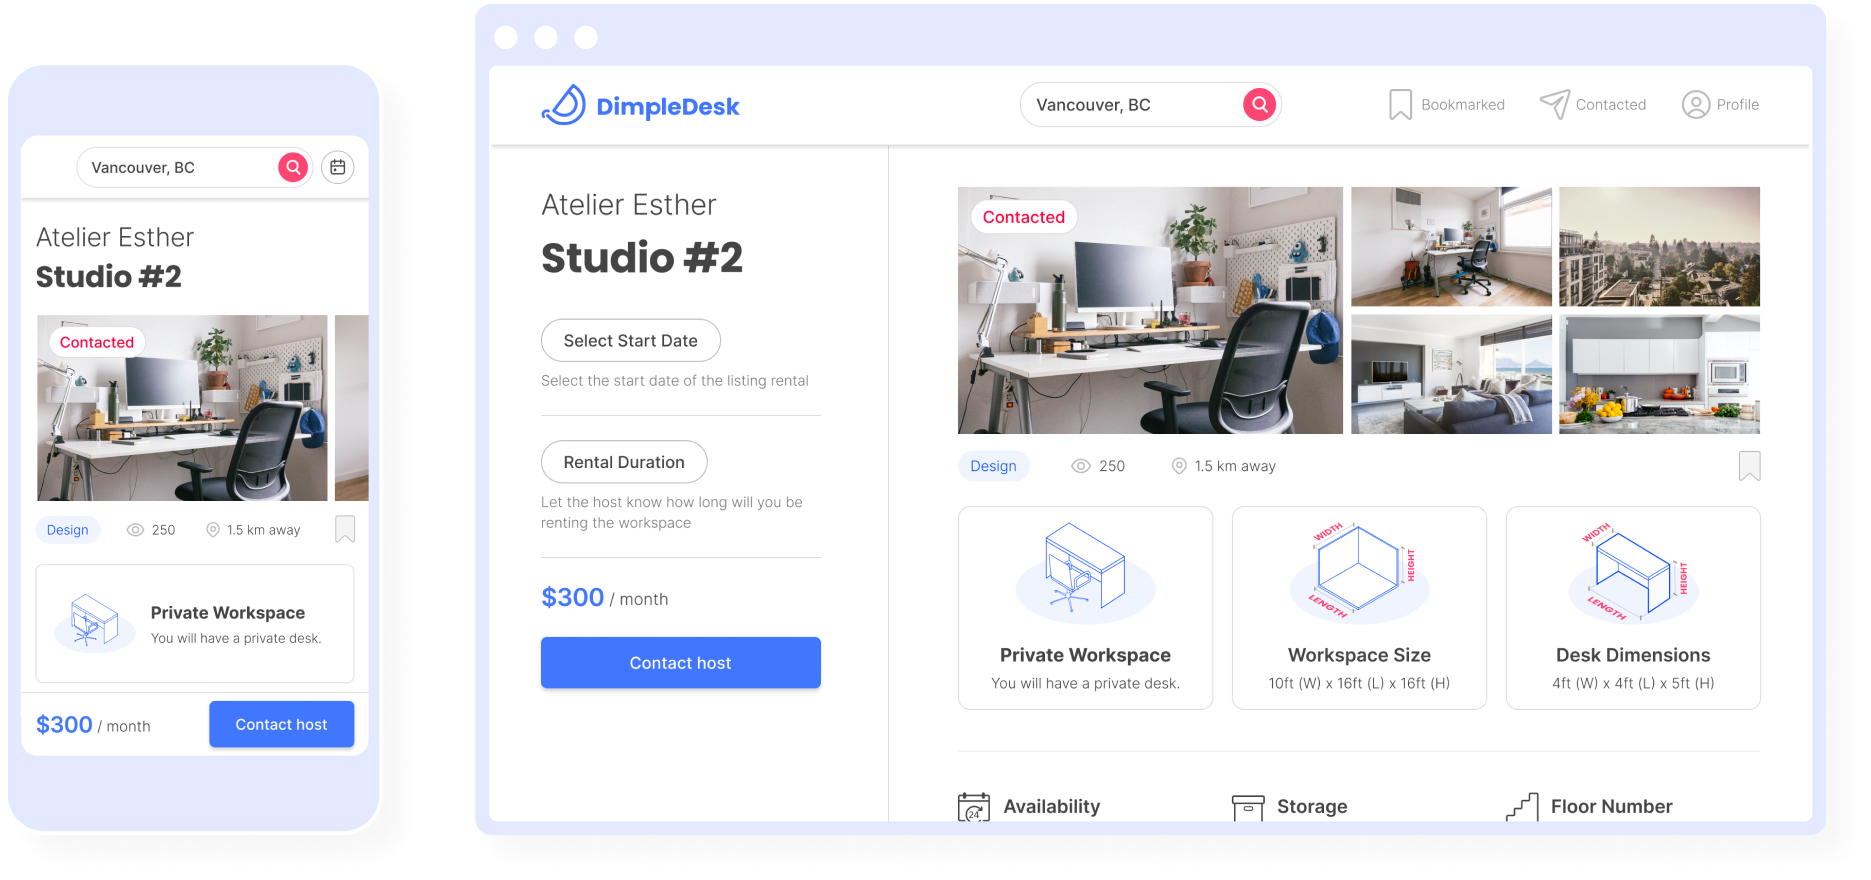 Vancouver, BC
Atelier Esther
Studio #2
Contacted
Design
250
1.5 km away
Private Workspace
You will have a private desk.
$300 / month
Contact host
DimpleDesk
Vancouver, BC
Bookmarked
Contacted
Profile
Atelier Esther
Studio #2
Select Start Date
Select the start date of the listing rental
Rental Duration
Let the host know how long will you be
renting the workspace
$300 / month
Contact host
Contacted
Design
250
1.5 km away
Private Workspace
You will have a private desk.
WIDTH
HEIGHT
LENGTH
Workspace Size
10ft (W) x 16ft (L) x 16ft (H)
WIDTH
HEIGHT
LENGTH
Desk Dimensions
4ft (W) x 4ft (L) x 5ft (H)
24
Availability
Storage
Floor Number